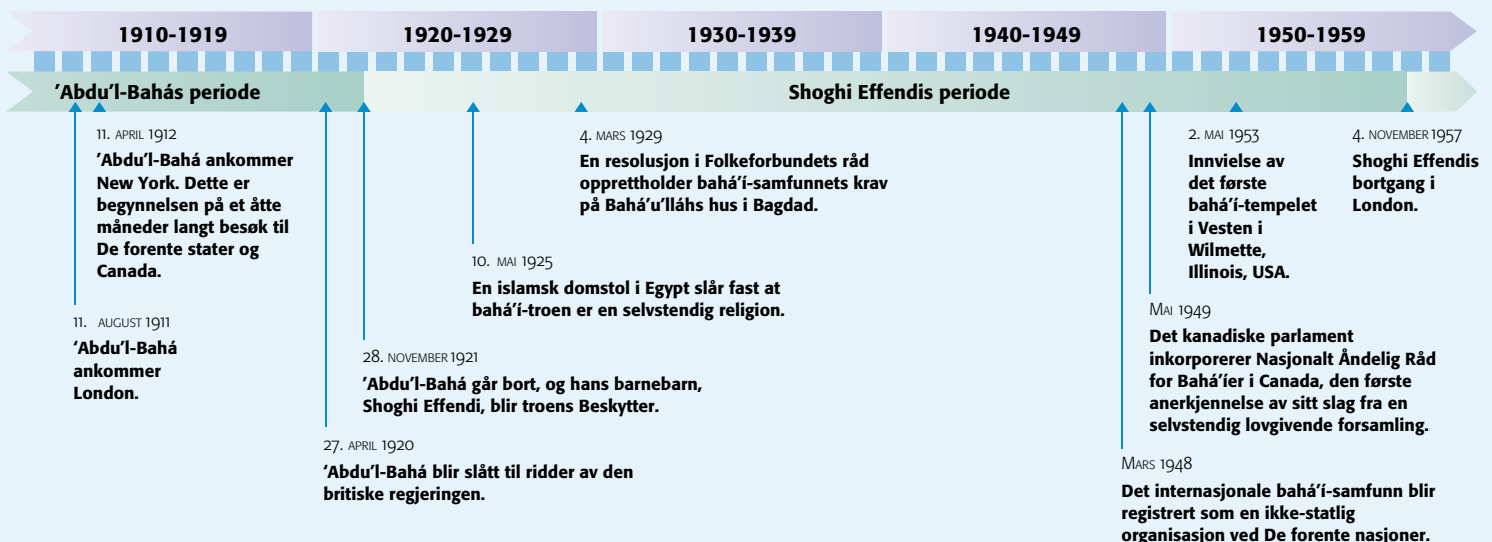 1910-1919
1920-1929
1930-1939
1940-1949
1950-1959
’Abdu’l-Bahás periode
Shoghi Effendis periode
11. APRIL 1912
’Abdu’l-Bahá ankommer
New York. Dette er
begynnelsen på et åtte
måneder langt besøk til
De forente stater og
Canada.
11. AUGUST 1911
‘Abdu’l-Bahá
ankommer
London.
4. MARS 1929
En resolusjon i Folkeforbundets råd
opprettholder bahá’í-samfunnets krav
på Bahá’u’lláhs hus i Bagdad.
10. MAI 1925
En islamsk domstol i Egypt slår fast at
bahá’í-troen er en selvstendig religion.
28. NOVEMBER 1921
’Abdu’l-Bahá går bort, og hans barnebarn,
Shoghi Effendi, blir troens Beskytter.
27. APRIL 1920
‘Abdu’l-Bahá blir slått til ridder av den
britiske regjeringen.
2. MAI 1953
Innvielse av
det første
bahá’í-tempelet
i Vesten i
Wilmette,
Illinois, USA.
4. NOVEMBER 1957
Shoghi Effendis
bortgang i
London.
MAI 1949
Det kanadiske parlament
inkorporerer Nasjonalt Åndelig Råd
for Bahá’íer i Canada, den første
anerkjennelse av sitt slag fra en
selvstendig lovgivende forsamling.
MARS 1948
Det internasjonale bahá’í-samfunn blir
registrert som en ikke-statlig
organisasjon ved De forente nasjoner.